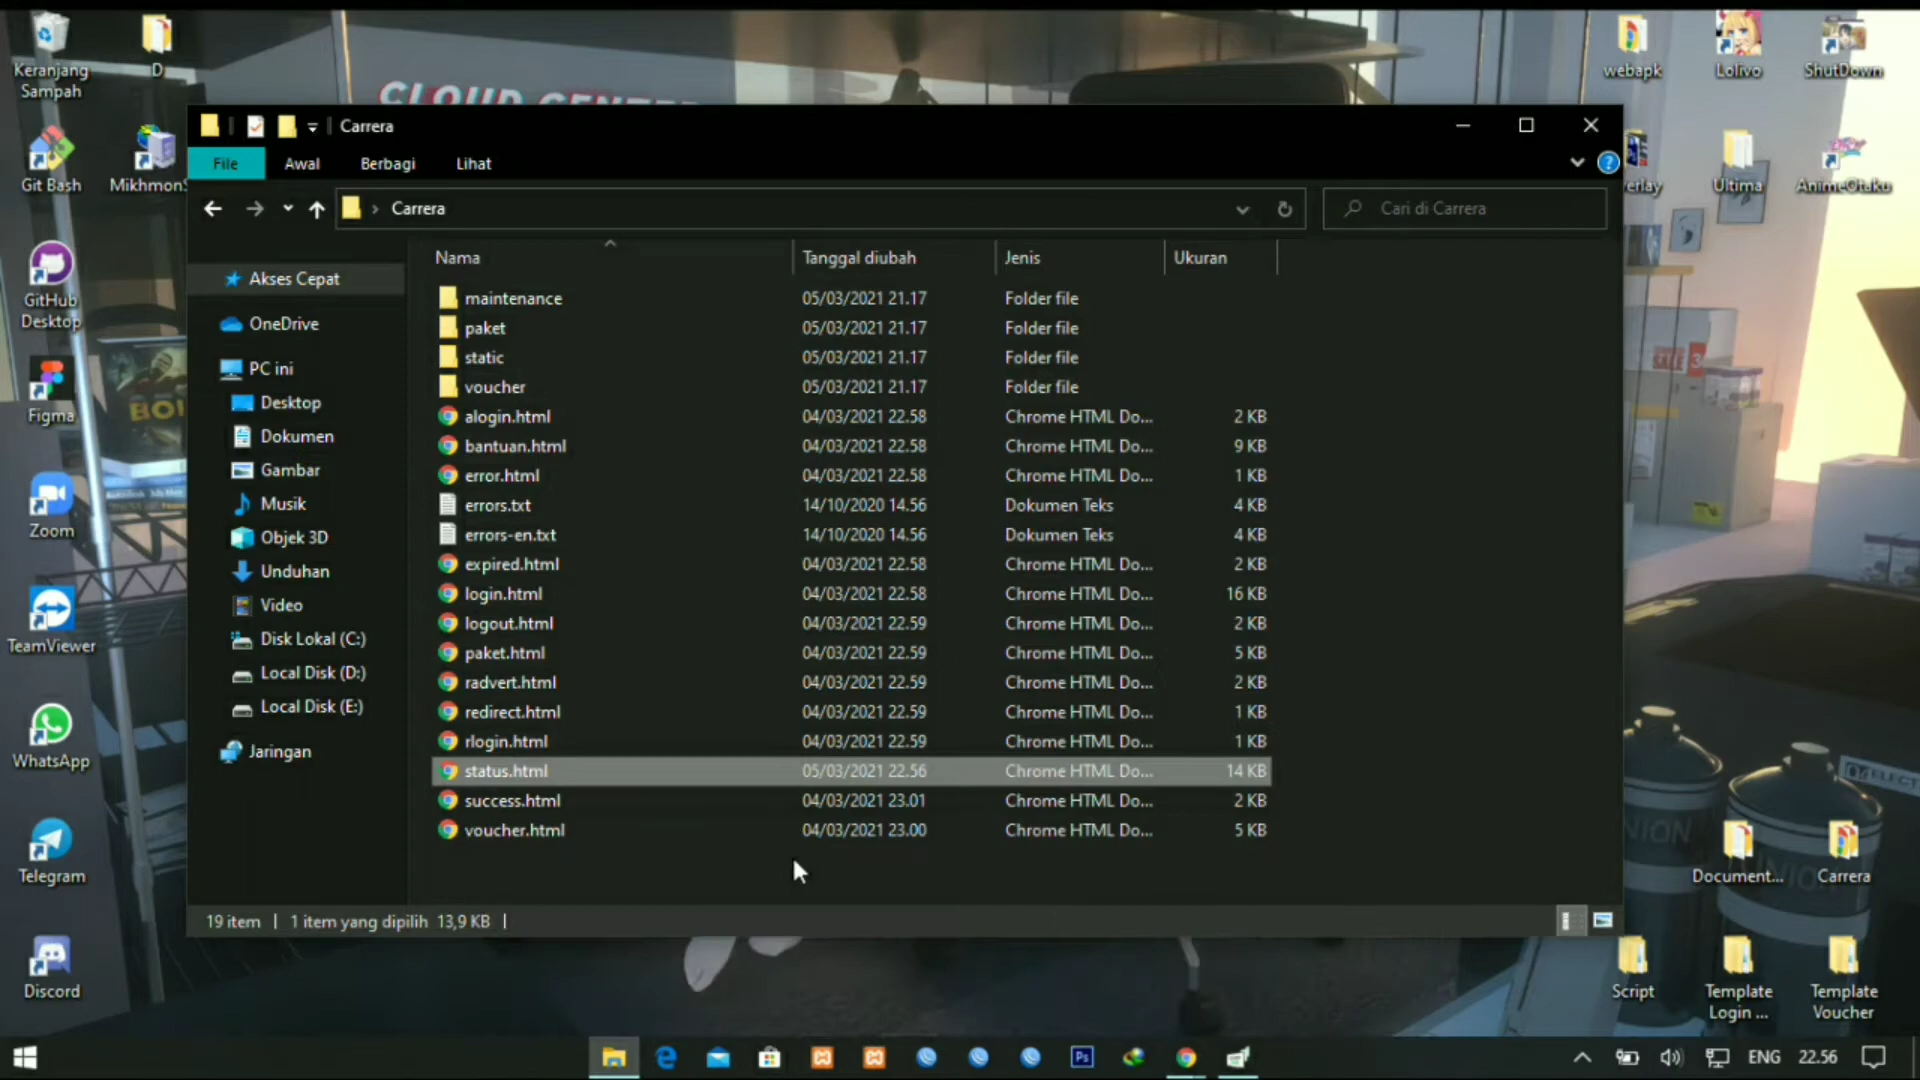 Keranjang
Sampah
D
webapk
Lolivo
ShutDown
CLOUD
Carrera
File
Awal
Berbagi
Lihat
Git Bash
Ultima
AnimeOtaku
Carrera
Cari di Carrera
Nama
Tanggal diubah
Jenis
Ukuran
Akses Cepat
OneDrive
PC ini
Desktop
Dokumen
Gambar
Musik
Objek 3D
Unduhan
Video
Disk Lokal (C:)
Local Disk (D:)
Local Disk (E:)
Jaringan
maintenance 05/03/2021 21.17 Folder file
paket 05/03/2021 21.17 Folder file
static 05/03/2021 21.17 Folder file
voucher 05/03/2021 21.17 Folder file
alogin.html 04/03/2021 22.58 Chrome HTML Do... 2 KB
bantuan.html 04/03/2021 22.58 Chrome HTML Do... 9 KB
error.html 04/03/2021 22.58 Chrome HTML Do... 1 KB
errors.txt 14/10/2020 14.56 Dokumen Teks 4 KB
errors-en.txt 14/10/2020 14.56 Dokumen Teks 4 KB
expired.html 04/03/2021 22.58 Chrome HTML Do... 2 KB
login.html 04/03/2021 22.58 Chrome HTML Do... 16 KB
logout.html 04/03/2021 22.59 Chrome HTML Do... 2 KB
paket.html 04/03/2021 22.59 Chrome HTML Do... 5 KB
radvert.html 04/03/2021 22.59 Chrome HTML Do... 2 KB
redirect.html 04/03/2021 22.59 Chrome HTML Do... 1 KB
rlogin.html 04/03/2021 22.59 Chrome HTML Do... 1 KB
status.html 05/03/2021 22.56 Chrome HTML Do... 14 KB
success.html 04/03/2021 23.01 Chrome HTML Do... 2 KB
voucher.html 04/03/2021 23.00 Chrome HTML Do... 5 KB
GitHub
Desktop
Figma
Zoom
TeamViewer
WhatsApp
Telegram
Discord
Document...
Carrera
Script
Template
Login ...
Template
Voucher
19 item
1 item yang dipilih 13,9 KB
Ps
ENG
22.56